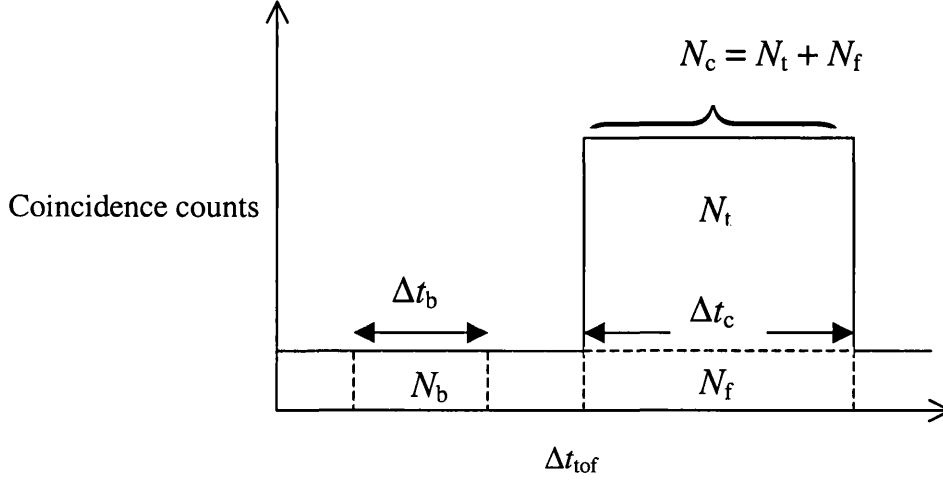 N_c = N_t + N_f
Coincidence counts
N_t
Δt_b
Δt_c
N_b
N_f
Δt_tof